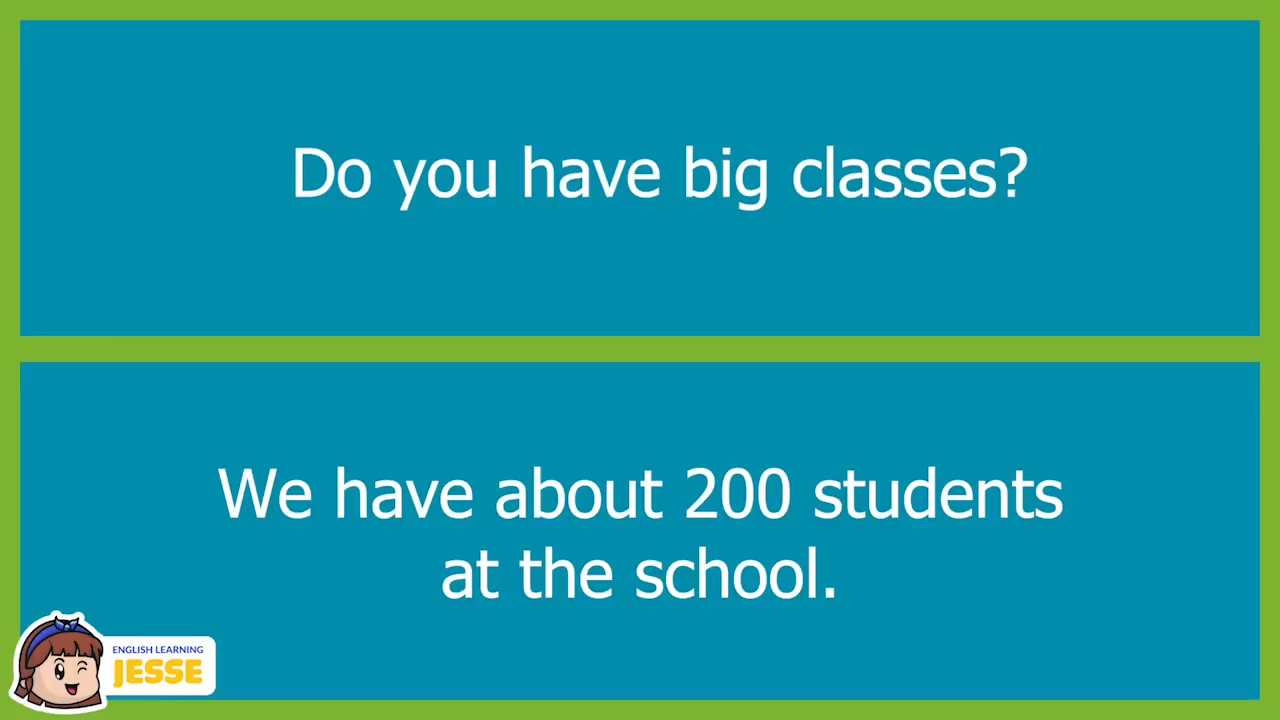 Do you have big classes?
We have about 200 students
at the school.
ENGLISH LEARNING
JESSE